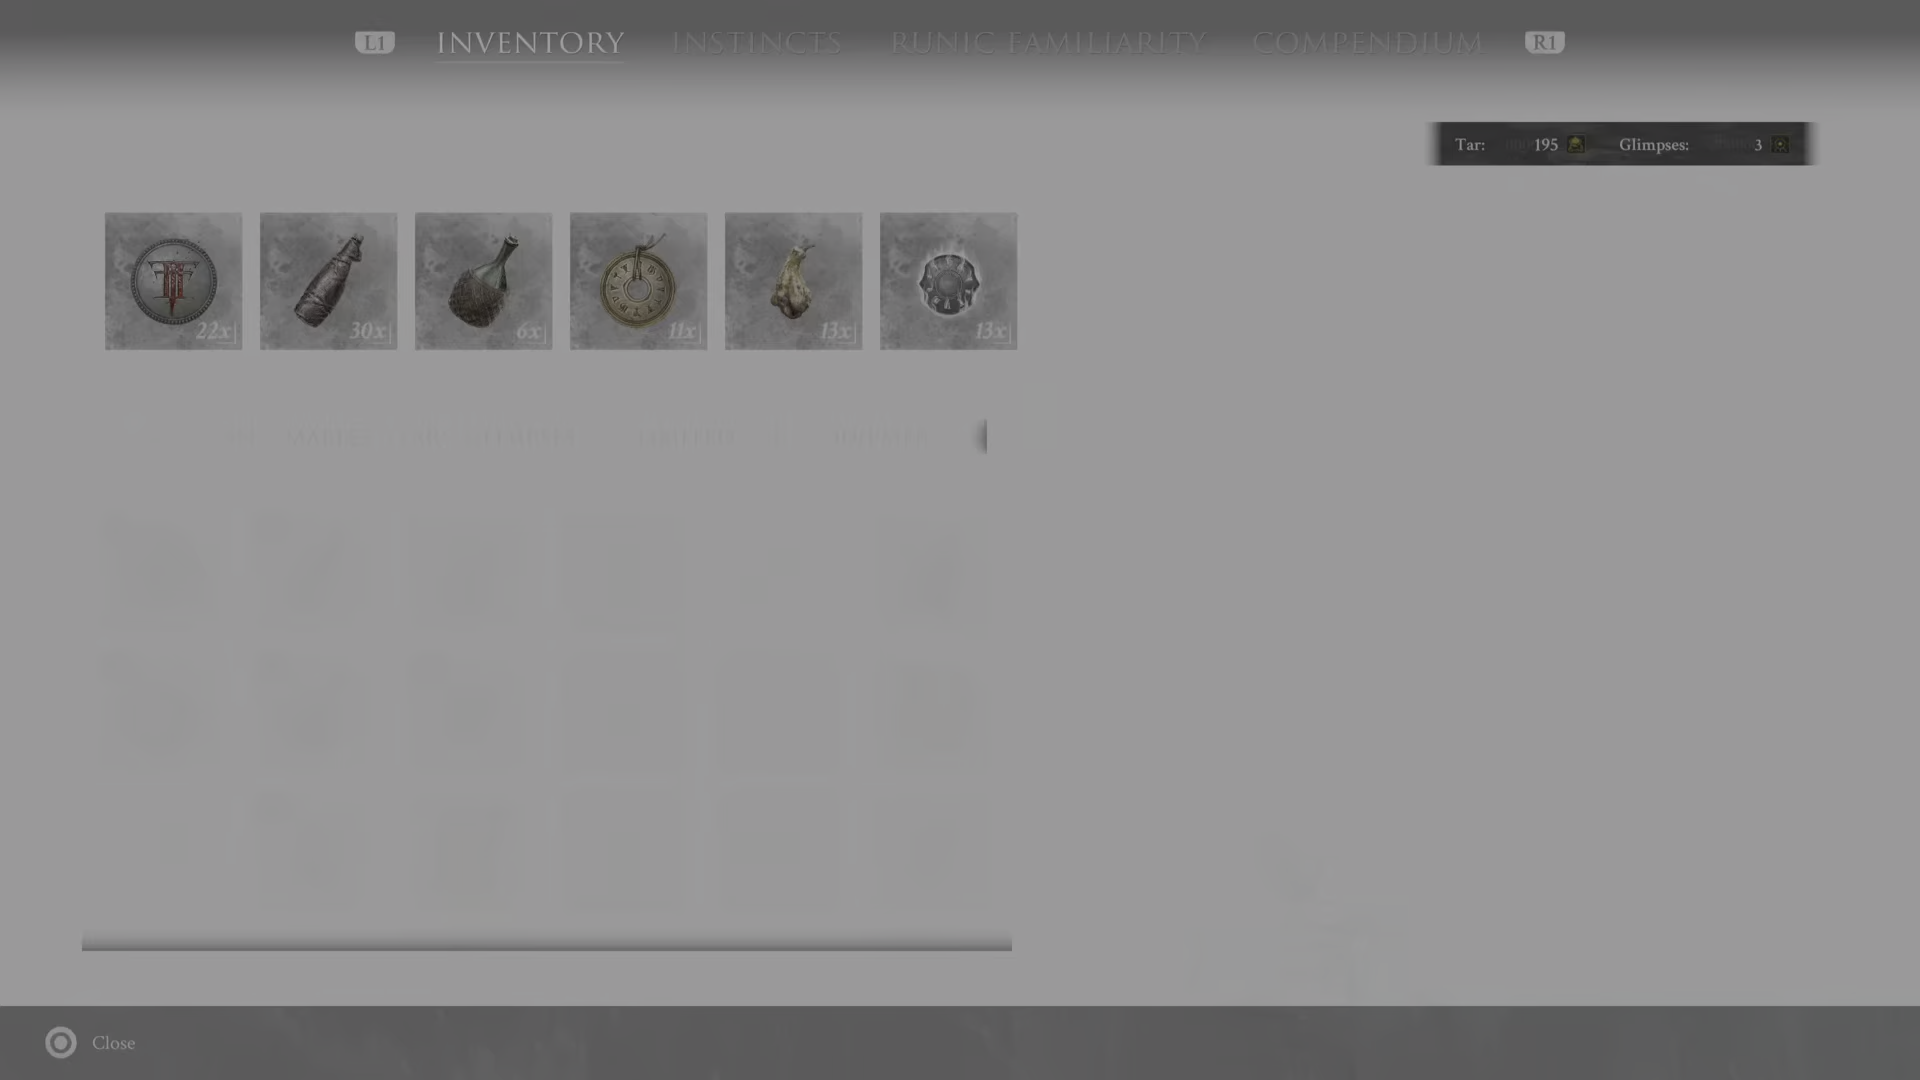 L1 INVENTORY INSTINCTS RUNIC FAMILIARITY COMPENDIUM R1
Tar: 195 Glimpses: 3
22x 30x 6x 11x 13x 13x
Close